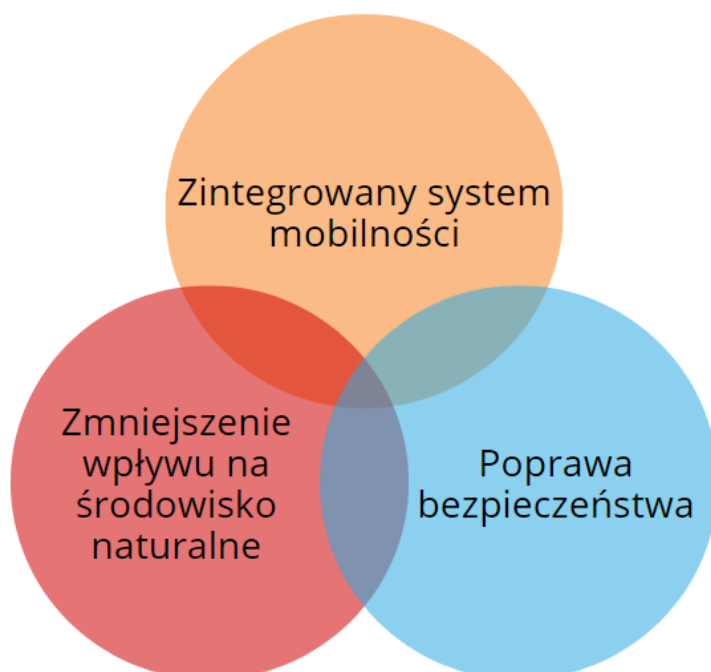 Zintegrowany system
mobilności
Zmniejszenie
wpływu na
środowisko
naturalne
Poprawa
bezpieczeństwa